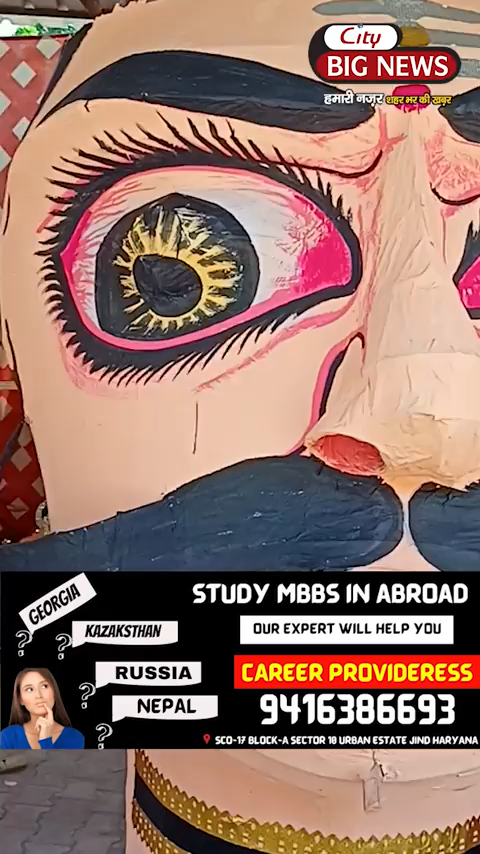 City
BIG NEWS
हमारी नज़र शहर भर की खबर
GEORGIA
KAZAKSTHAN
RUSSIA
NEPAL
STUDY MBBS IN ABROAD
OUR EXPERT WILL HELP YOU
CAREER PROVIDERESS
9416386693
SCO-17 BLOCK-A SECTOR 10 URBAN ESTATE JIND HARYANA